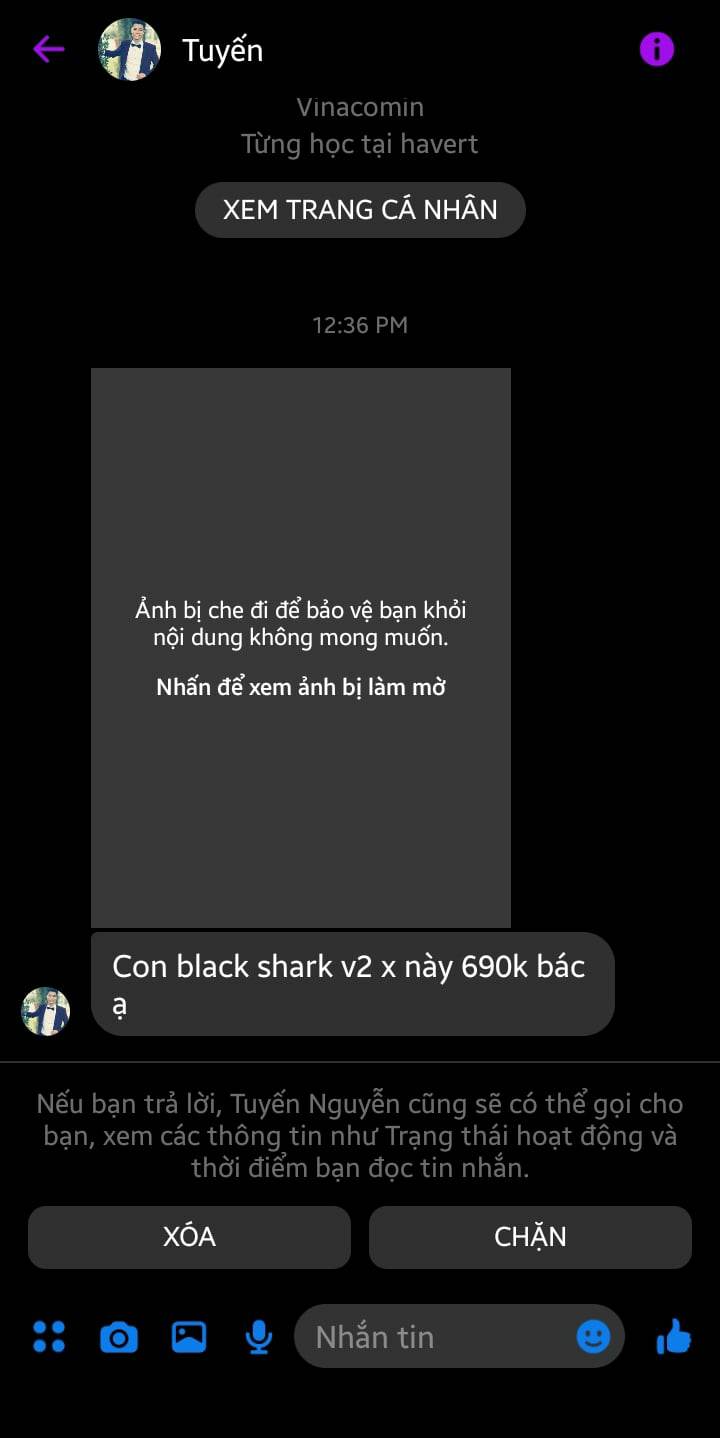 Tuyến
Vinacomin
Từng học tại havert
XEM TRANG CÁ NHÂN
12:36 PM
Ảnh bị che đi để bảo vệ bạn khỏi
nội dung không mong muốn.
Nhấn để xem ảnh bị làm mờ
Con black shark v2 x này 690k bác
ạ
Nếu bạn trả lời, Tuyến Nguyễn cũng sẽ có thể gọi cho
bạn, xem các thông tin như Trạng thái hoạt động và
thời điểm bạn đọc tin nhắn.
XÓA
CHẶN
Nhắn tin